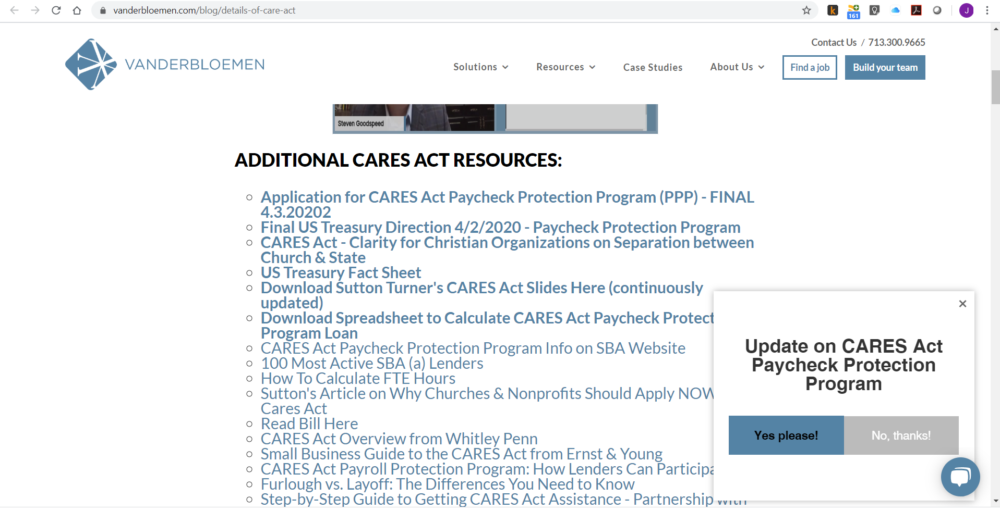 vanderbloemen.com/blog/details-of-care-act
161
J
Contact Us / 713.300.9665
VANDERBLOEMEN
Solutions
Resources
Case Studies
About Us
Find a job
Build your team
Steven Goodspeed
ADDITIONAL CARES ACT RESOURCES:
Application for CARES Act Paycheck Protection Program (PPP) - FINAL
4.3.20202
Final US Treasury Direction 4/2/2020 - Paycheck Protection Program
CARES Act - Clarity for Christian Organizations on Separation between
Church & State
US Treasury Fact Sheet
Download Sutton Turner's CARES Act Slides Here (continuously
updated)
Download Spreadsheet to Calculate CARES Act Paycheck Protect
Program Loan
CARES Act Paycheck Protection Program Info on SBA Website
100 Most Active SBA (a) Lenders
How To Calculate FTE Hours
Sutton's Article on Why Churches & Nonprofits Should Apply NOW
Cares Act
Read Bill Here
CARES Act Overview from Whitley Penn
Small Business Guide to the CARES Act from Ernst & Young
CARES Act Payroll Protection Program: How Lenders Can Participa
Furlough vs. Layoff: The Differences You Need to Know
Step-by-Step Guide to Getting CARES Act Assistance - Partnership with
Update on CARES Act
Paycheck Protection
Program
Yes please!
No, thanks!